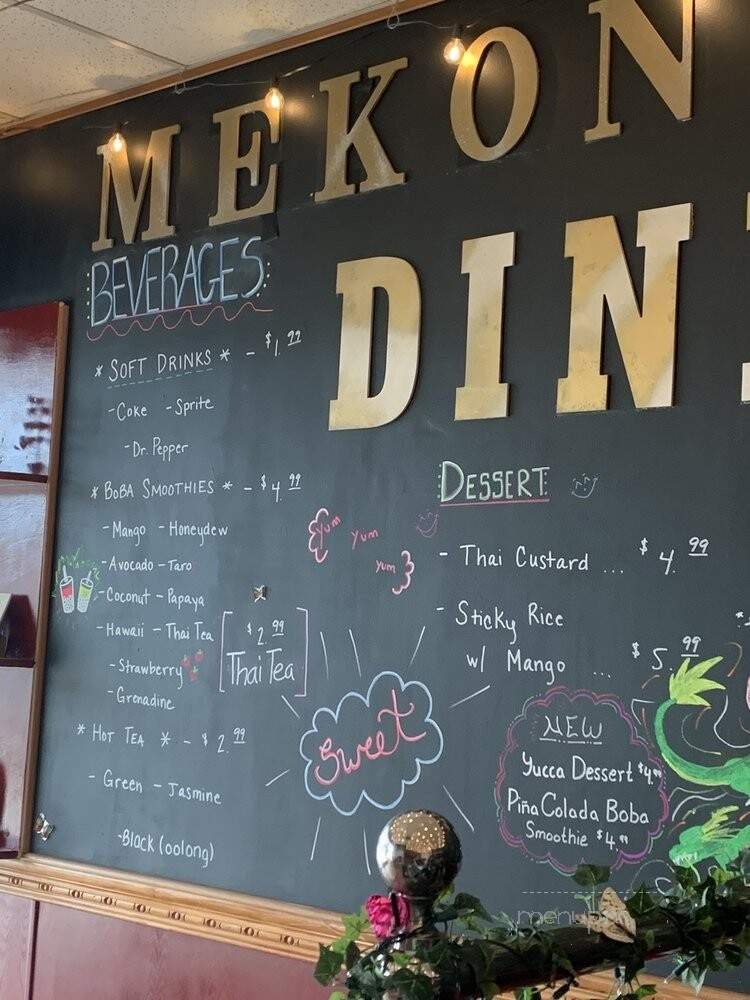 MEKON
DIN
BEVERAGES
* SOFT DRINKS * - $1.99
- Coke - Sprite
- Dr. Pepper
* BOBA SMOOTHIES * - $4.99
- Mango - Honeydew
- Avocado - Taro
- Coconut - Papaya
- Hawaii - Thai Tea
- Strawberry
- Grenadine
$2.99
Thai Tea
* HOT TEA * - $2.99
- Green - Jasmine
- Black (oolong)
Yum
Yum
Yum
Sweet
DESSERT
- Thai Custard ... $4.99
- Sticky Rice
w/ Mango ... $5.99
NEW
Yucca Dessert $4.99
Piña Colada Boba
Smoothie $4.99